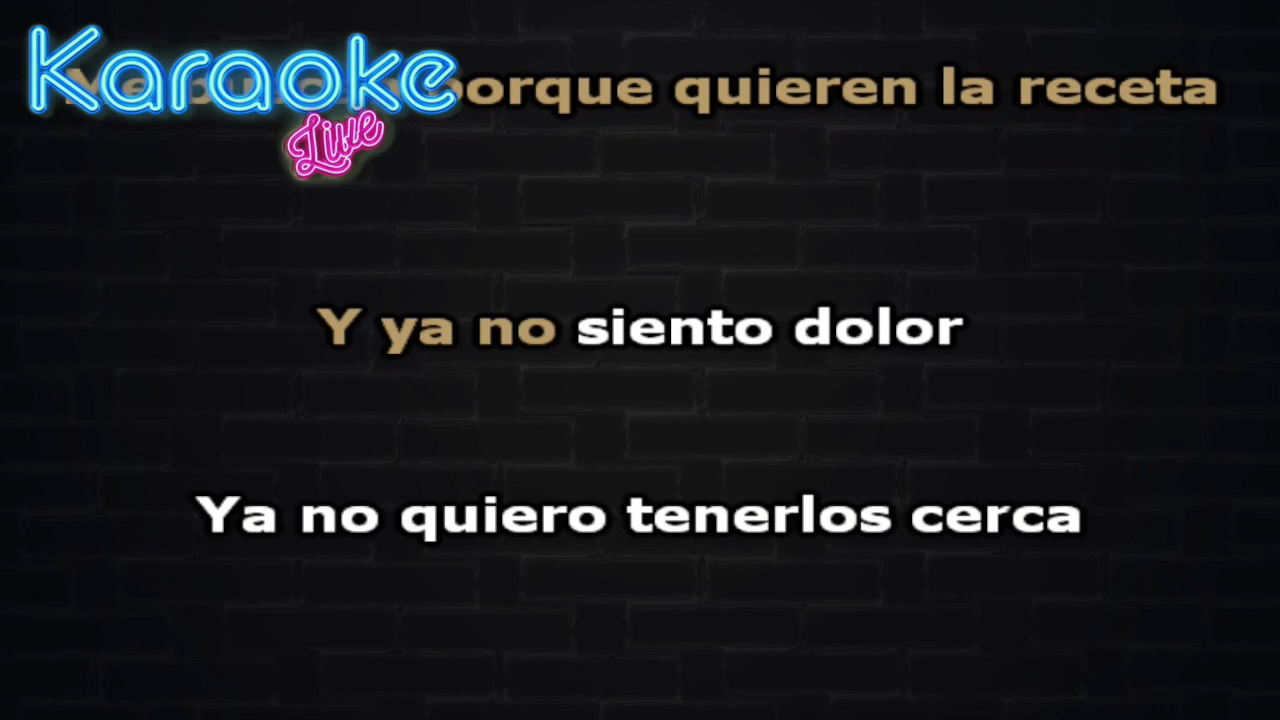 Karaoke
Live
porque quieren la receta
Y ya no siento dolor
Ya no quiero tenerlos cerca